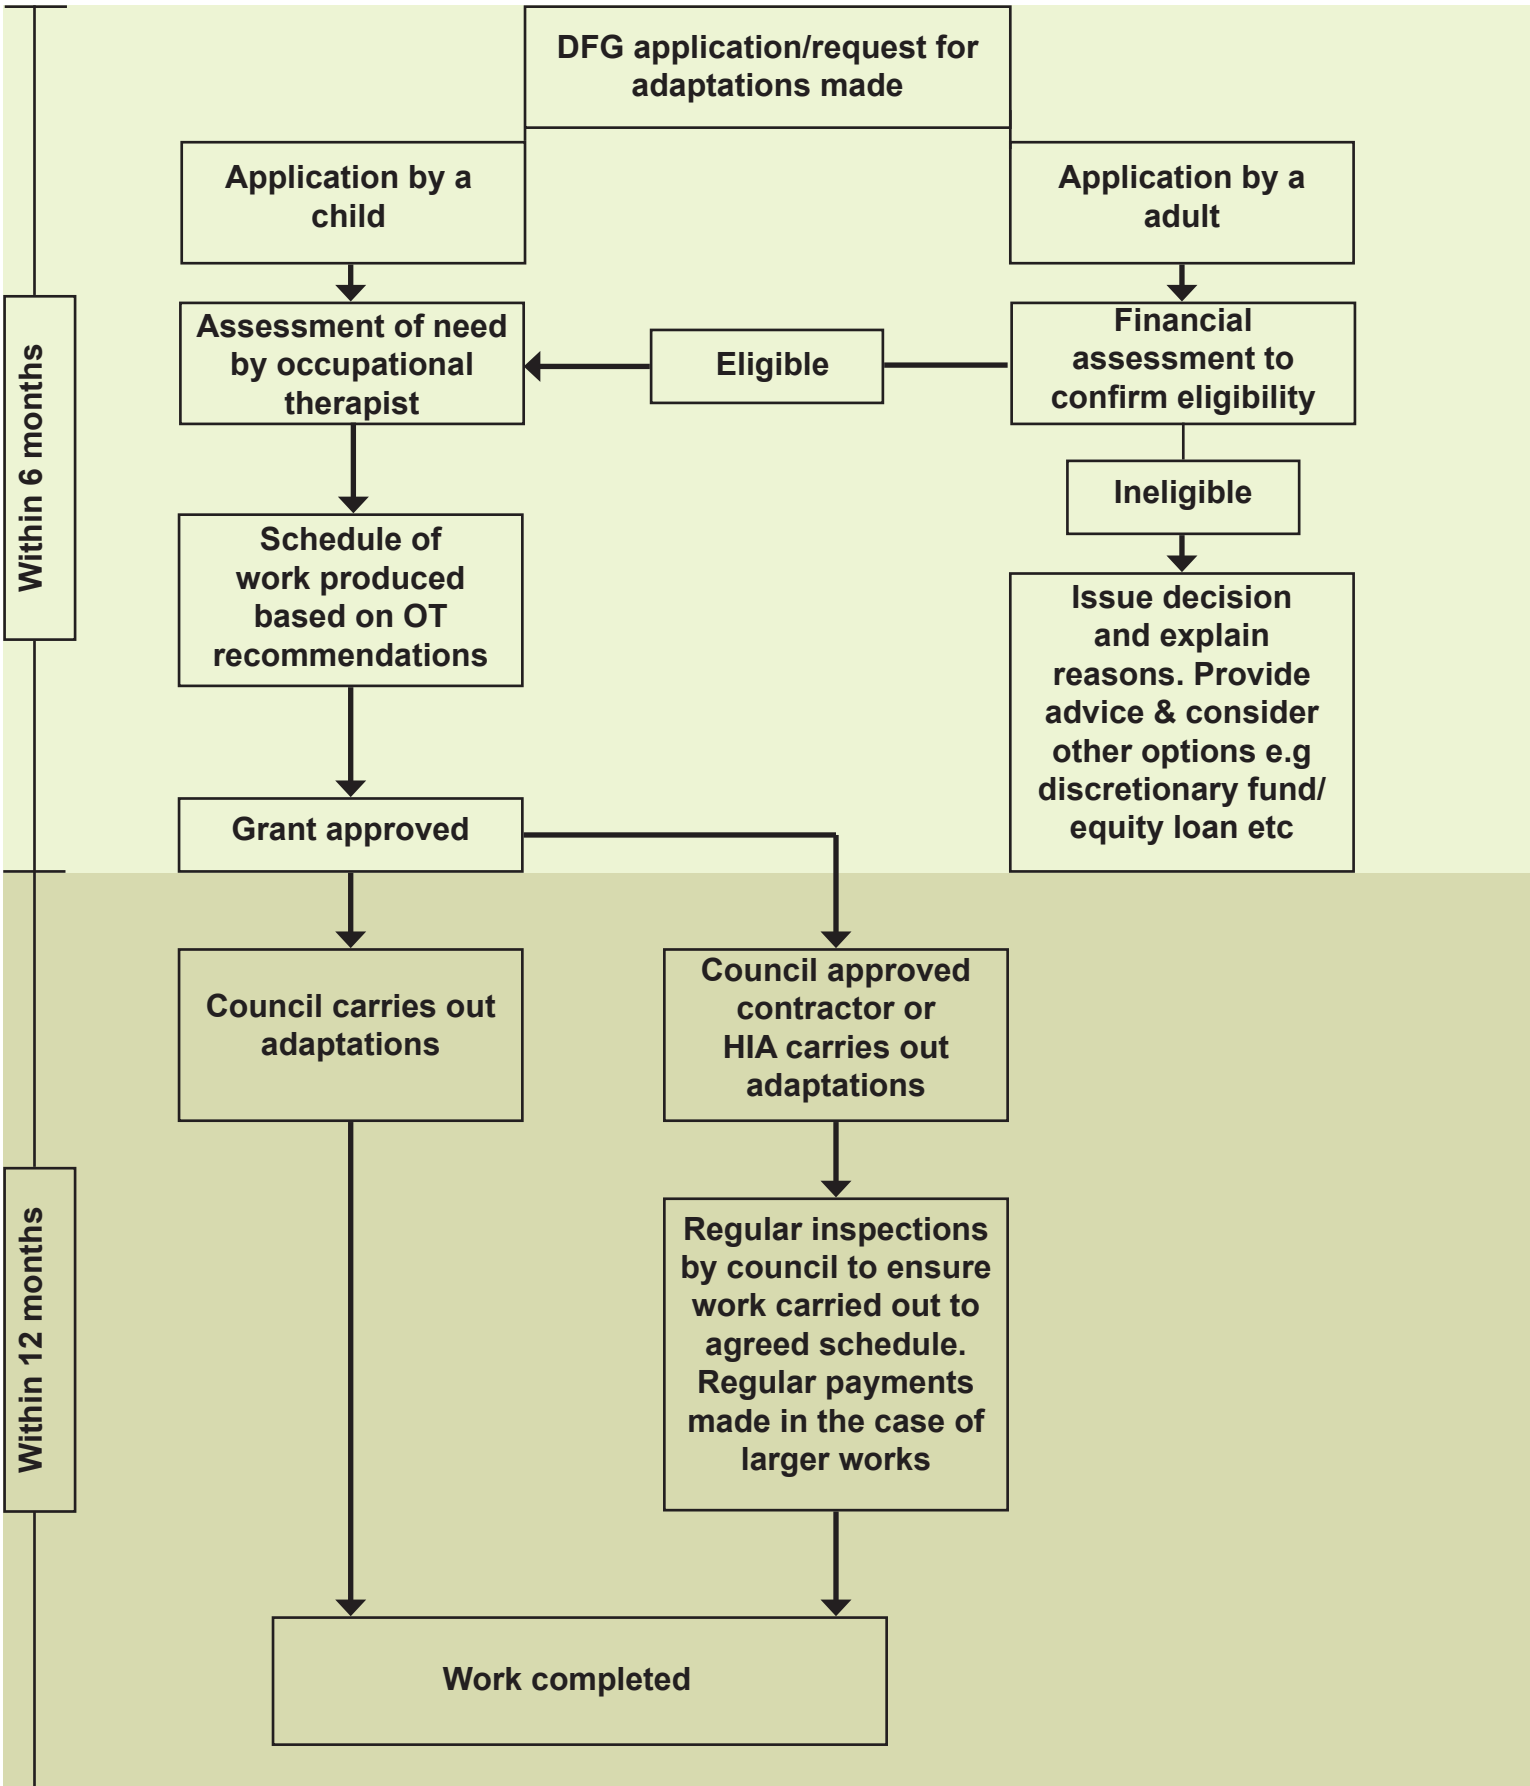 DFG application/request for
adaptations made
Application by a
child
Application by a
adult
Within 6 months
Assessment of need
by occupational
therapist
Eligible
Financial
assessment to
confirm eligibility
Ineligible
Schedule of
work produced
based on OT
recommendations
Issue decision
and explain
reasons. Provide
advice & consider
other options e.g
discretionary fund/
equity loan etc
Grant approved
Within 12 months
Council carries out
adaptations
Council approved
contractor or
HIA carries out
adaptations
Regular inspections
by council to ensure
work carried out to
agreed schedule.
Regular payments
made in the case of
larger works
Work completed